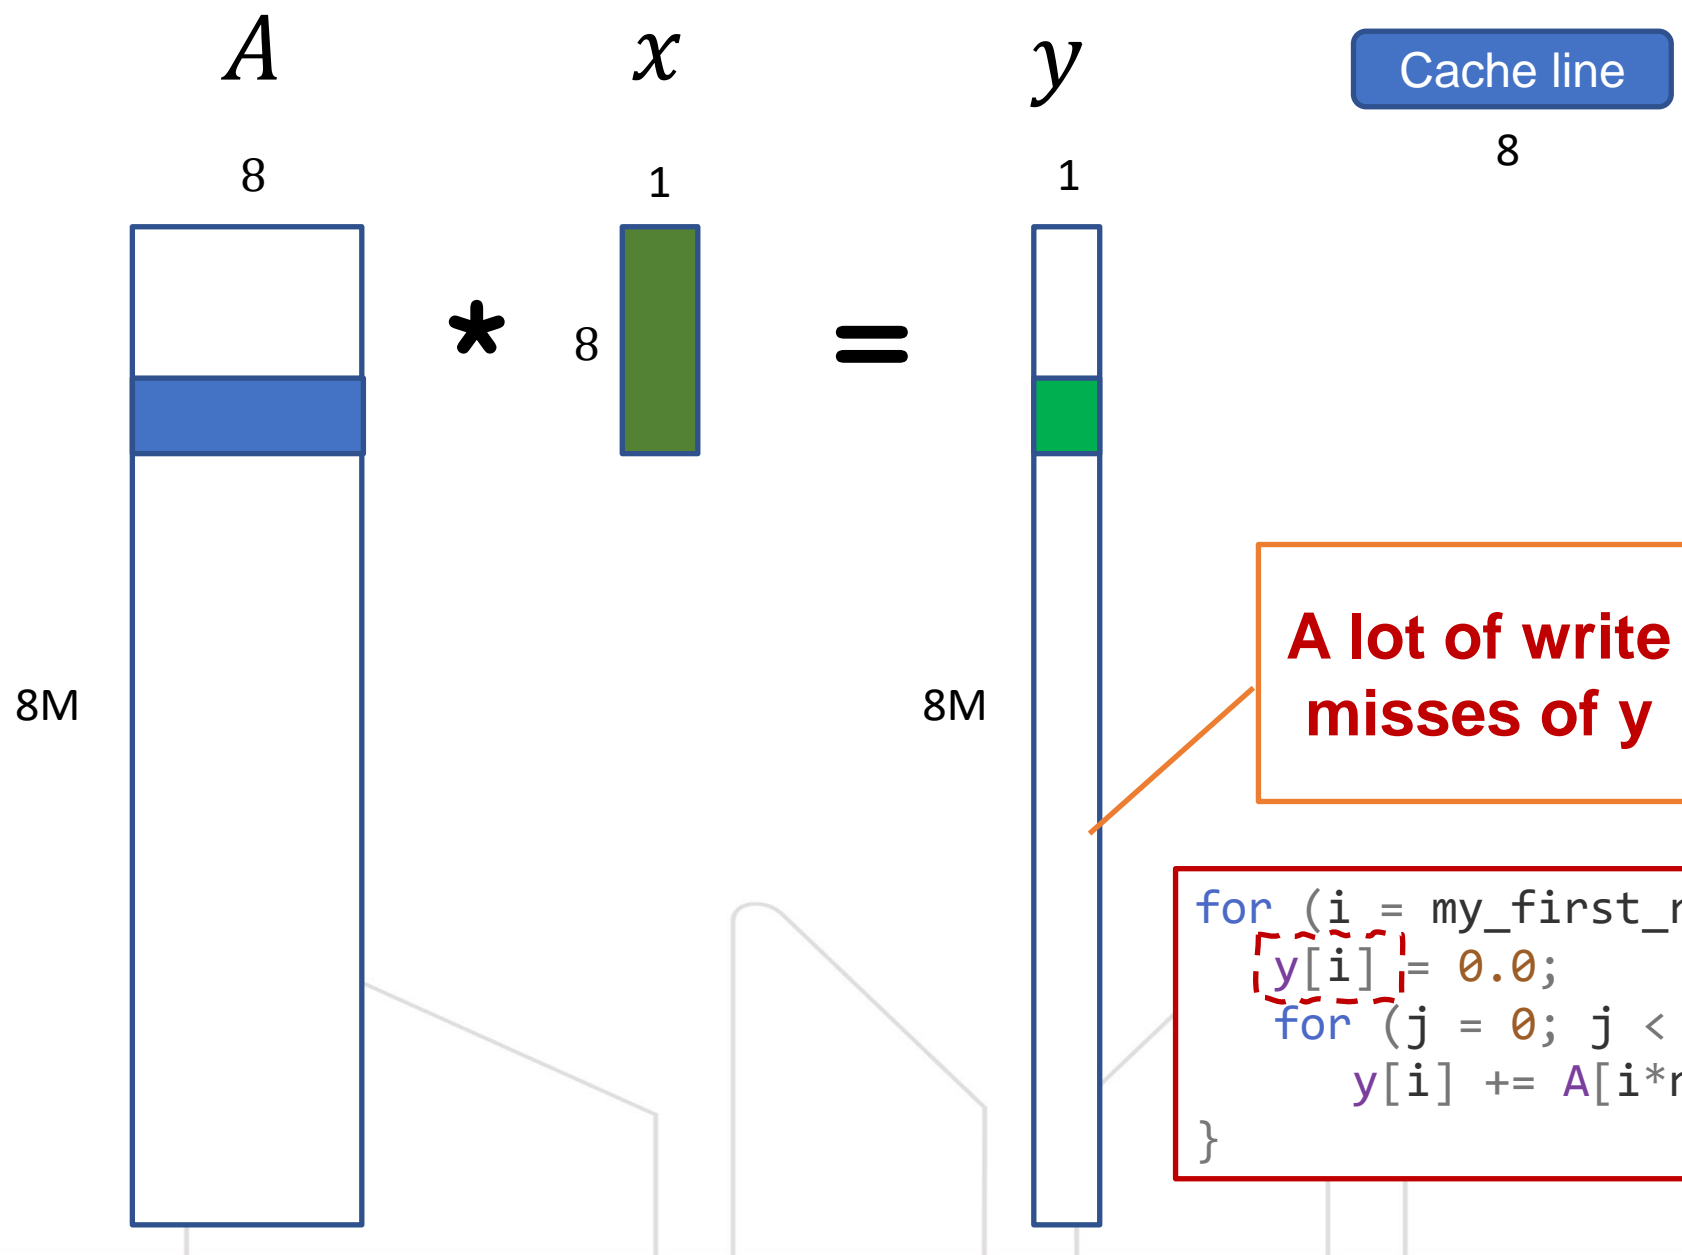 A x y
Cache line
8 1 1 8
* 8 =
8M 8M
A lot of write
misses of y
for (i = my_first_r
y[i] = 0.0;
for (j = 0; j <
y[i] += A[i*
}